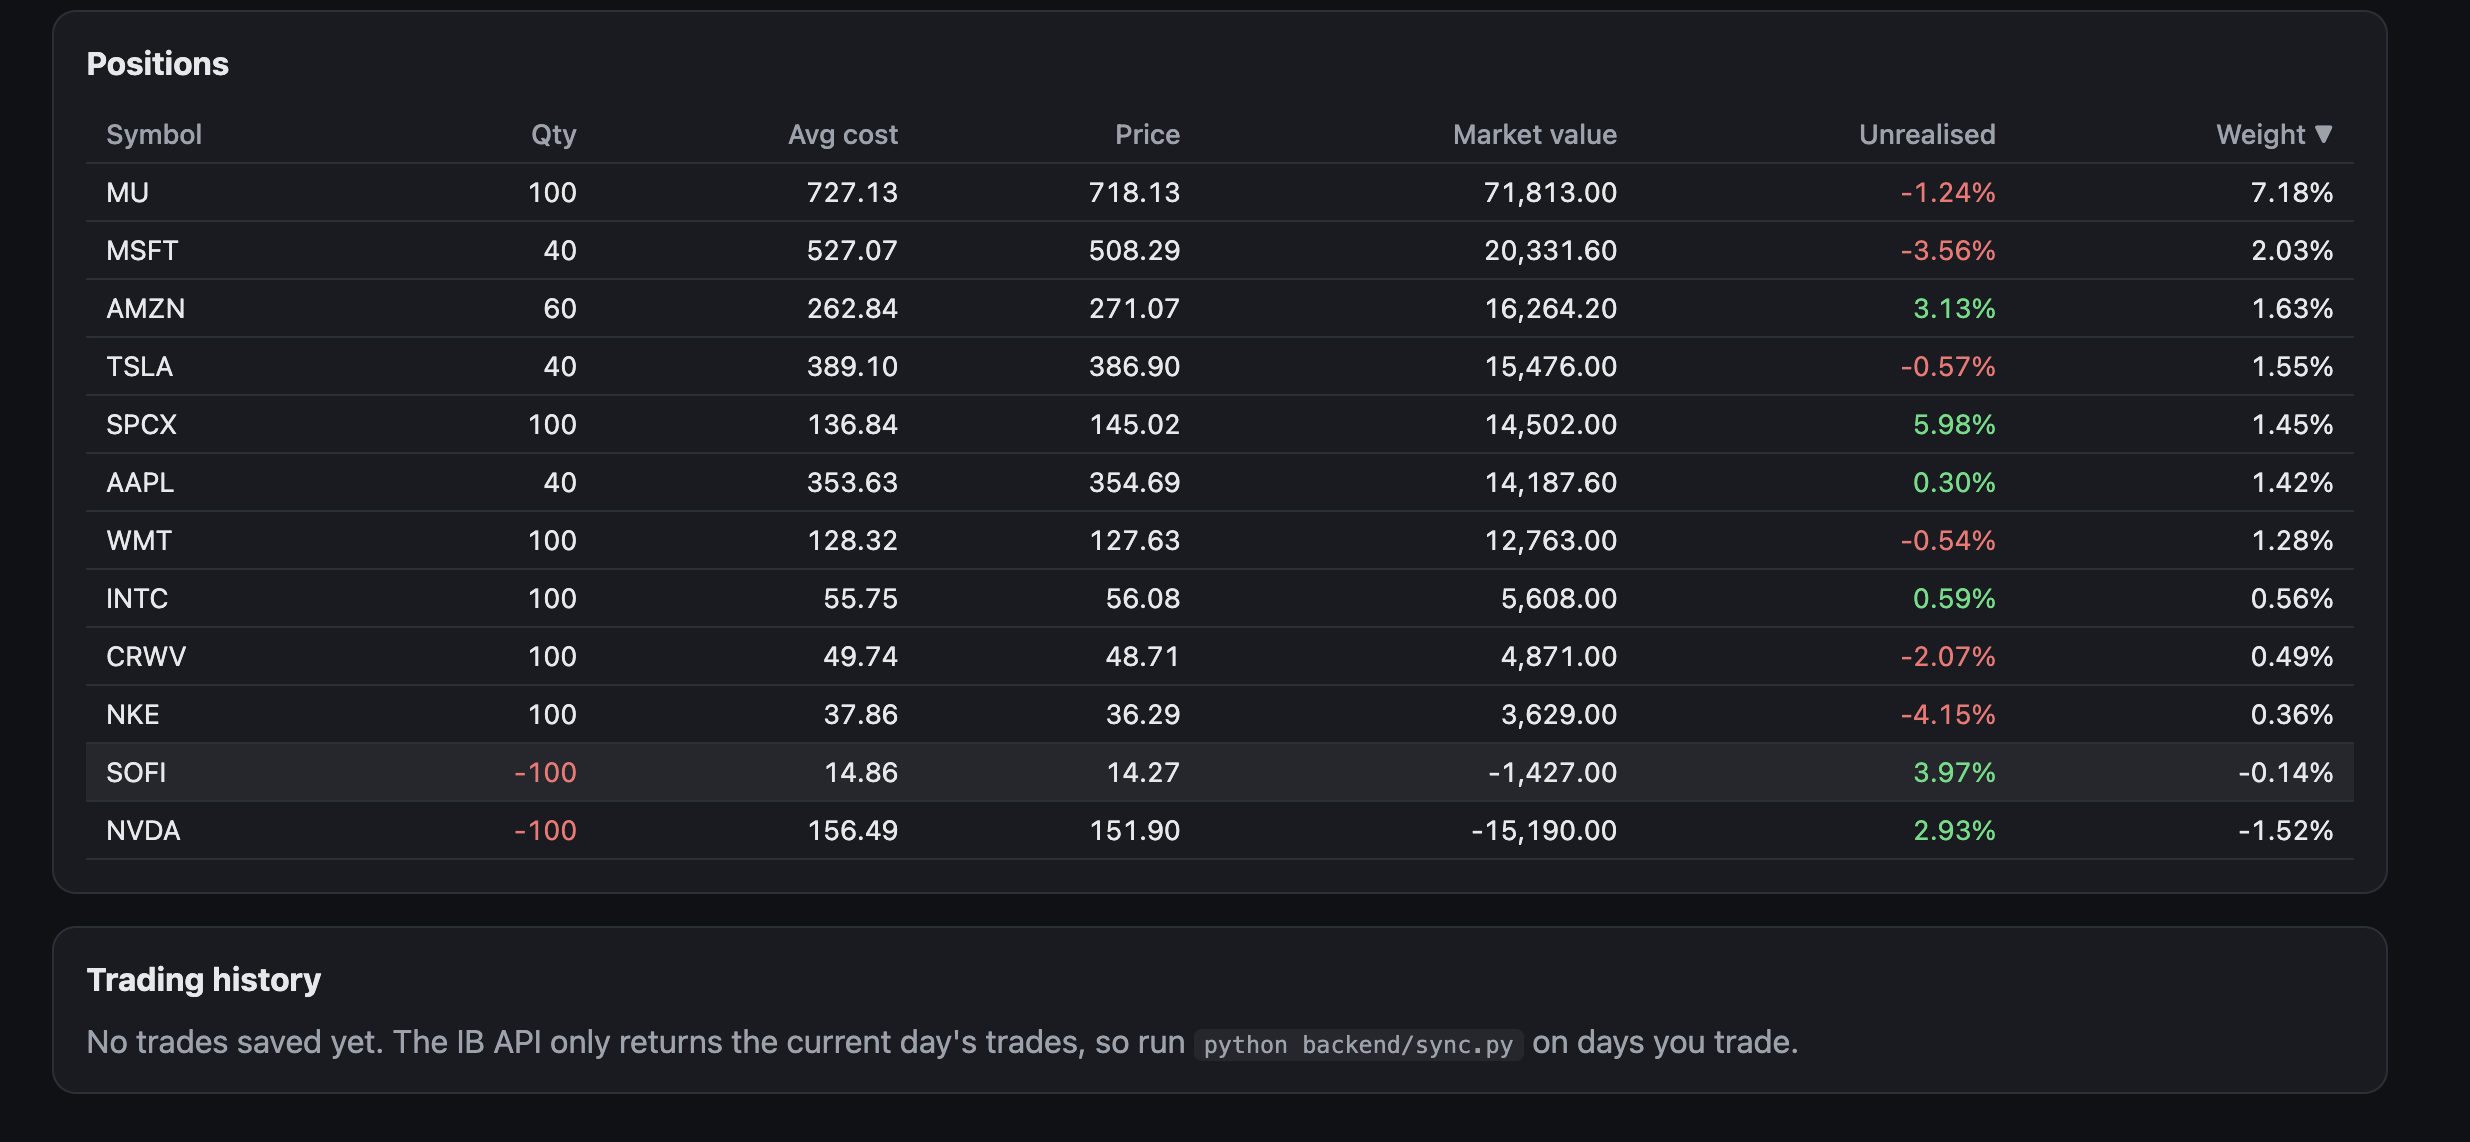 Positions
Symbol Qty Avg cost Price Market value Unrealised Weight ▼
MU 100 727.13 718.13 71,813.00 -1.24% 7.18%
MSFT 40 527.07 508.29 20,331.60 -3.56% 2.03%
AMZN 60 262.84 271.07 16,264.20 3.13% 1.63%
TSLA 40 389.10 386.90 15,476.00 -0.57% 1.55%
SPCX 100 136.84 145.02 14,502.00 5.98% 1.45%
AAPL 40 353.63 354.69 14,187.60 0.30% 1.42%
WMT 100 128.32 127.63 12,763.00 -0.54% 1.28%
INTC 100 55.75 56.08 5,608.00 0.59% 0.56%
CRWV 100 49.74 48.71 4,871.00 -2.07% 0.49%
NKE 100 37.86 36.29 3,629.00 -4.15% 0.36%
SOFI -100 14.86 14.27 -1,427.00 3.97% -0.14%
NVDA -100 156.49 151.90 -15,190.00 2.93% -1.52%
Trading history
No trades saved yet. The IB API only returns the current day's trades, so run python backend/sync.py on days you trade.